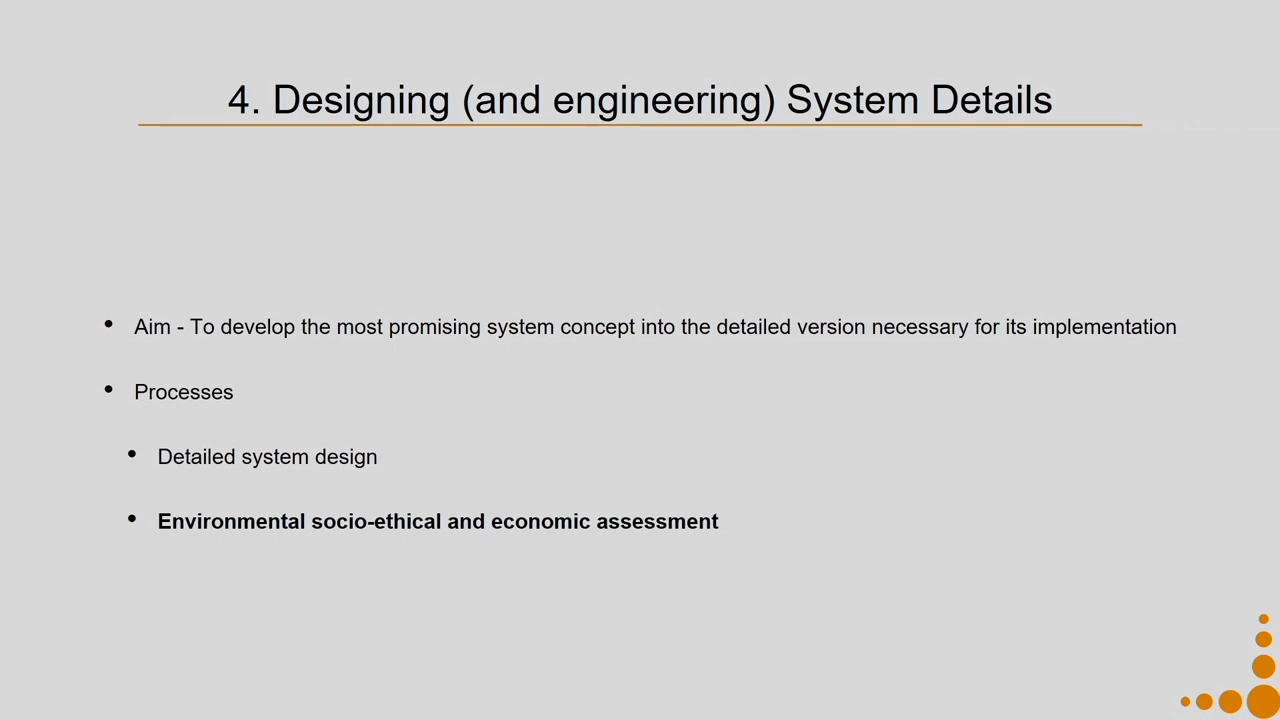 4. Designing (and engineering) System Details
• Aim - To develop the most promising system concept into the detailed version necessary for its implementation
• Processes
• Detailed system design
• Environmental socio-ethical and economic assessment